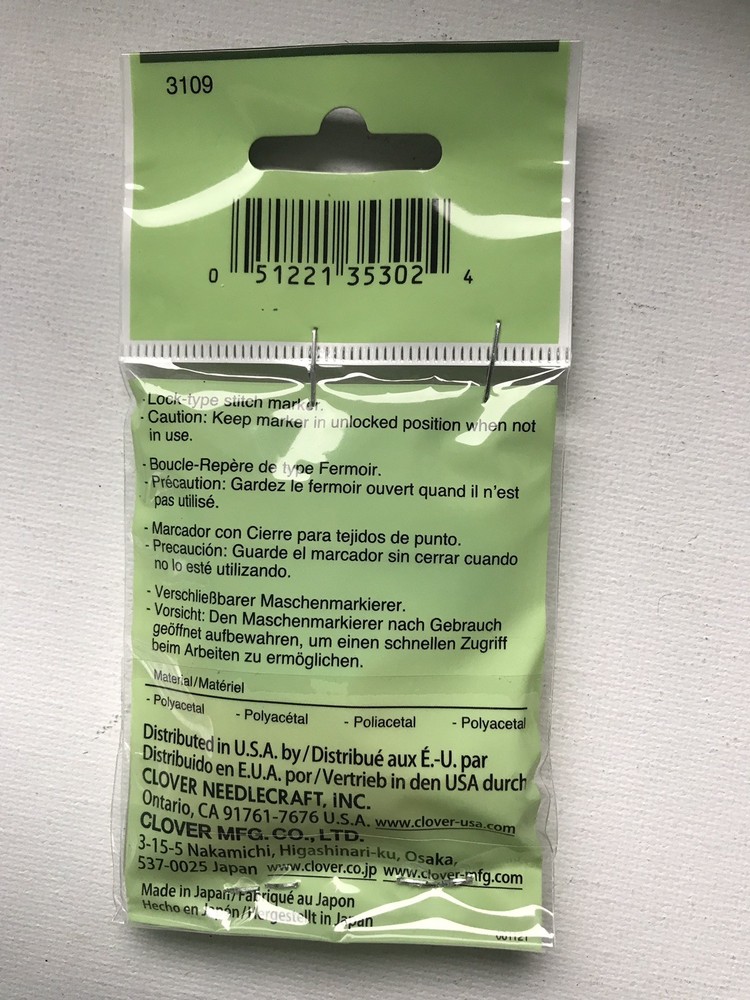 3109
0 51221 35302 4
- Lock-type stitch marker.
- Caution: Keep marker in unlocked position when not
in use.
- Boucle-Repère de type Fermoir.
- Précaution: Gardez le fermoir ouvert quand il n'est
pas utilisé.
- Marcador con Cierre para tejidos de punto.
- Precaución: Guarde el marcador sin cerrar cuando
no lo esté utilizando.
- Verschließbarer Maschenmarkierer.
- Vorsicht: Den Maschenmarkierer nach Gebrauch
geöffnet aufbewahren, um einen schnellen Zugriff
beim Arbeiten zu ermöglichen.
Material/Matériel
- Polyacetal - Polyacétal - Poliacetal - Polyacetal
Distributed in U.S.A. by/Distribué aux É.-U. par
Distribuido en E.U.A. por/Vertrieb in den USA durch
CLOVER NEEDLECRAFT, INC.
Ontario, CA 91761-7676 U.S.A. www.clover-usa.com
CLOVER MFG. CO., LTD.
3-15-5 Nakamichi, Higashinari-ku, Osaka,
537-0025 Japan www.clover.co.jp www.clover-mfg.com
Made in Japan/Fabriqué au Japon
Hecho en Japón/Hergestellt in Japan